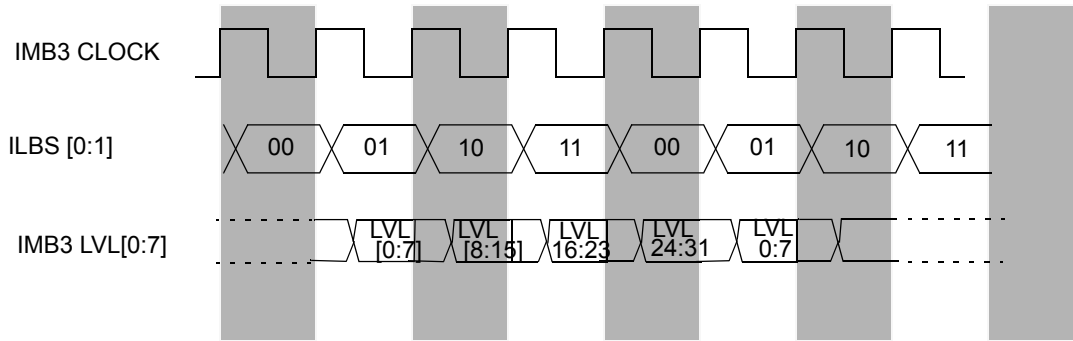 IMB3 CLOCK
ILBS [0:1]
00 01 10 11 00 01 10 11
IMB3 LVL[0:7]
LVL LVL LVL LVL LVL
[0:7] [8:15] 16:23 24:31 0:7